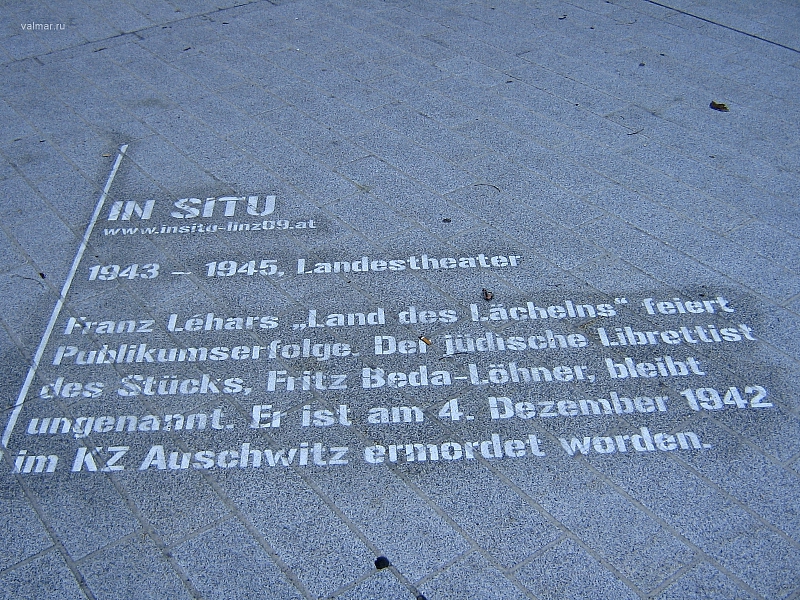 valmar.ru
IN SITU
www.insitu-linz09.at
1943 – 1945, Landestheater
Franz Léhars „Land des Lächelns“ feiert
Publikumserfolge. Der jüdische Librettist
des Stücks, Fritz Beda-Löhner, bleibt
ungenannt. Er ist am 4. Dezember 1942
im KZ Auschwitz ermordet worden.